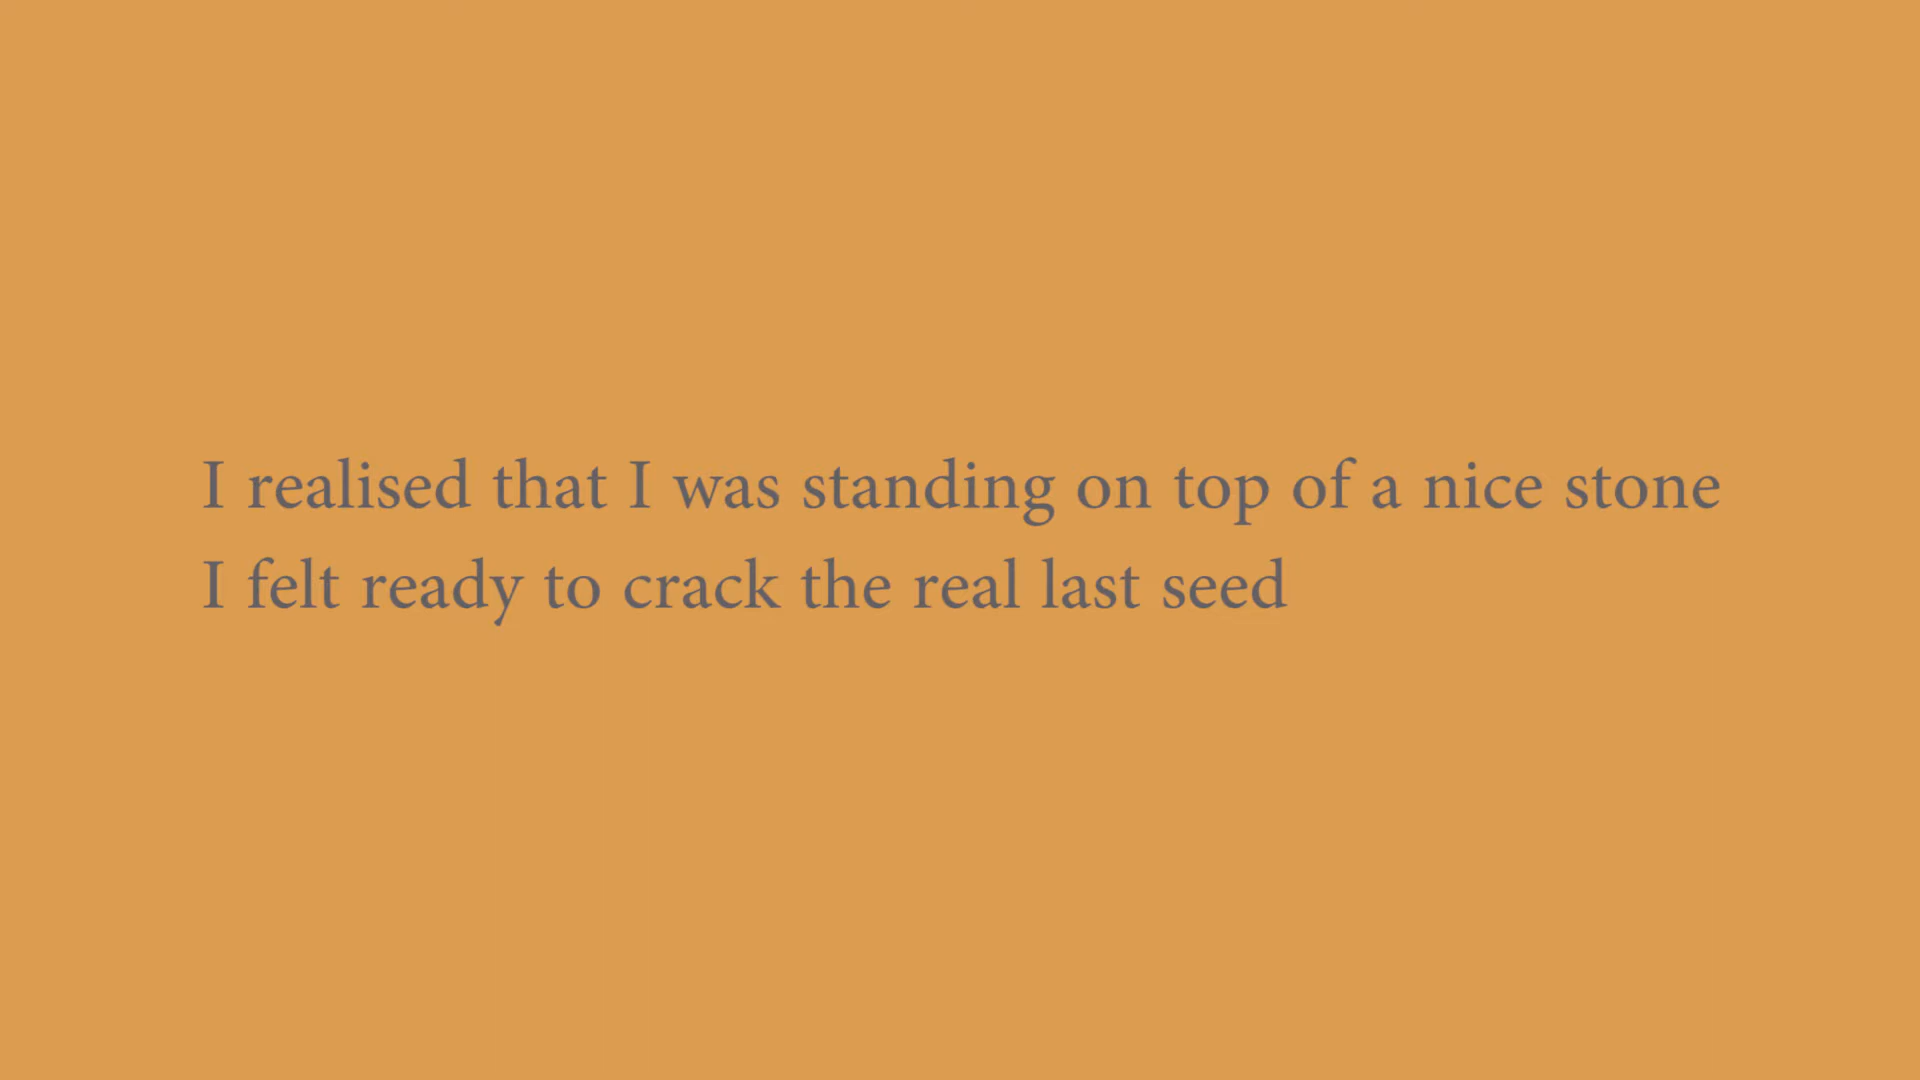 I realised that I was standing on top of a nice stone
I felt ready to crack the real last seed